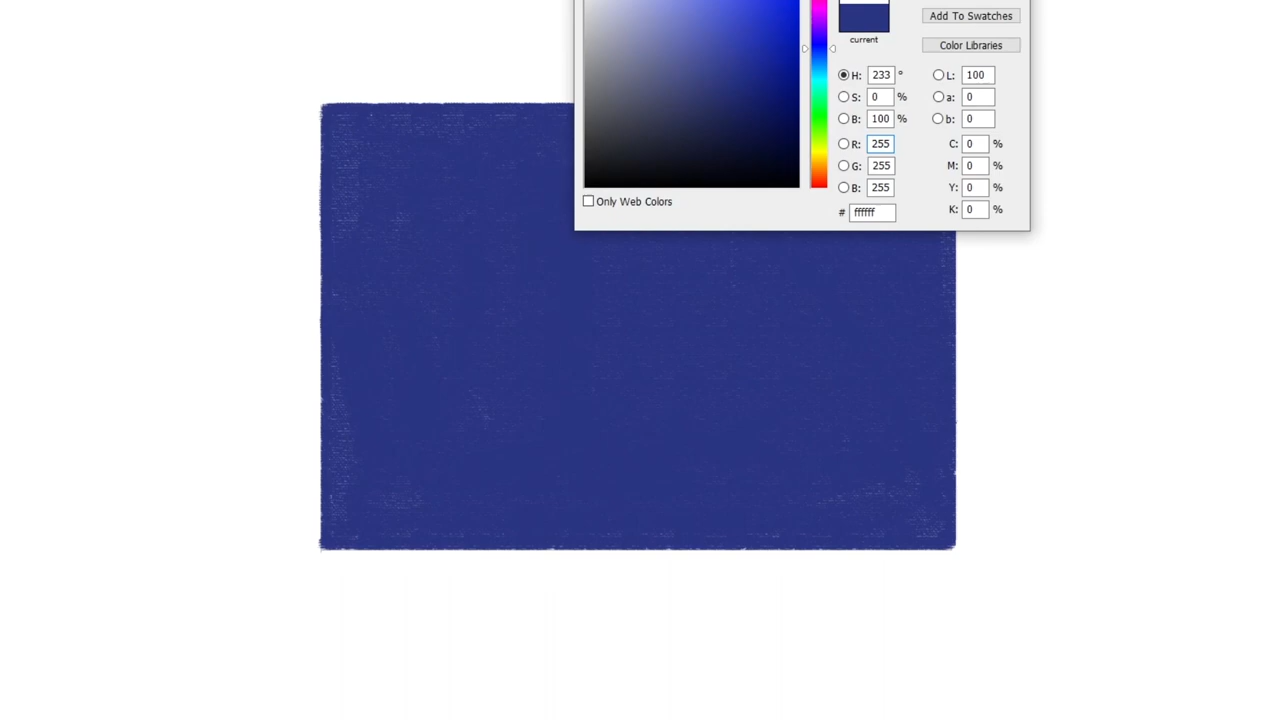 Add To Swatches
current
Color Libraries
H: 233 ° L: 100
S: 0 % a: 0
B: 100 % b: 0
R: 255 C: 0 %
G: 255 M: 0 %
B: 255 Y: 0 %
Only Web Colors
# ffffff K: 0 %